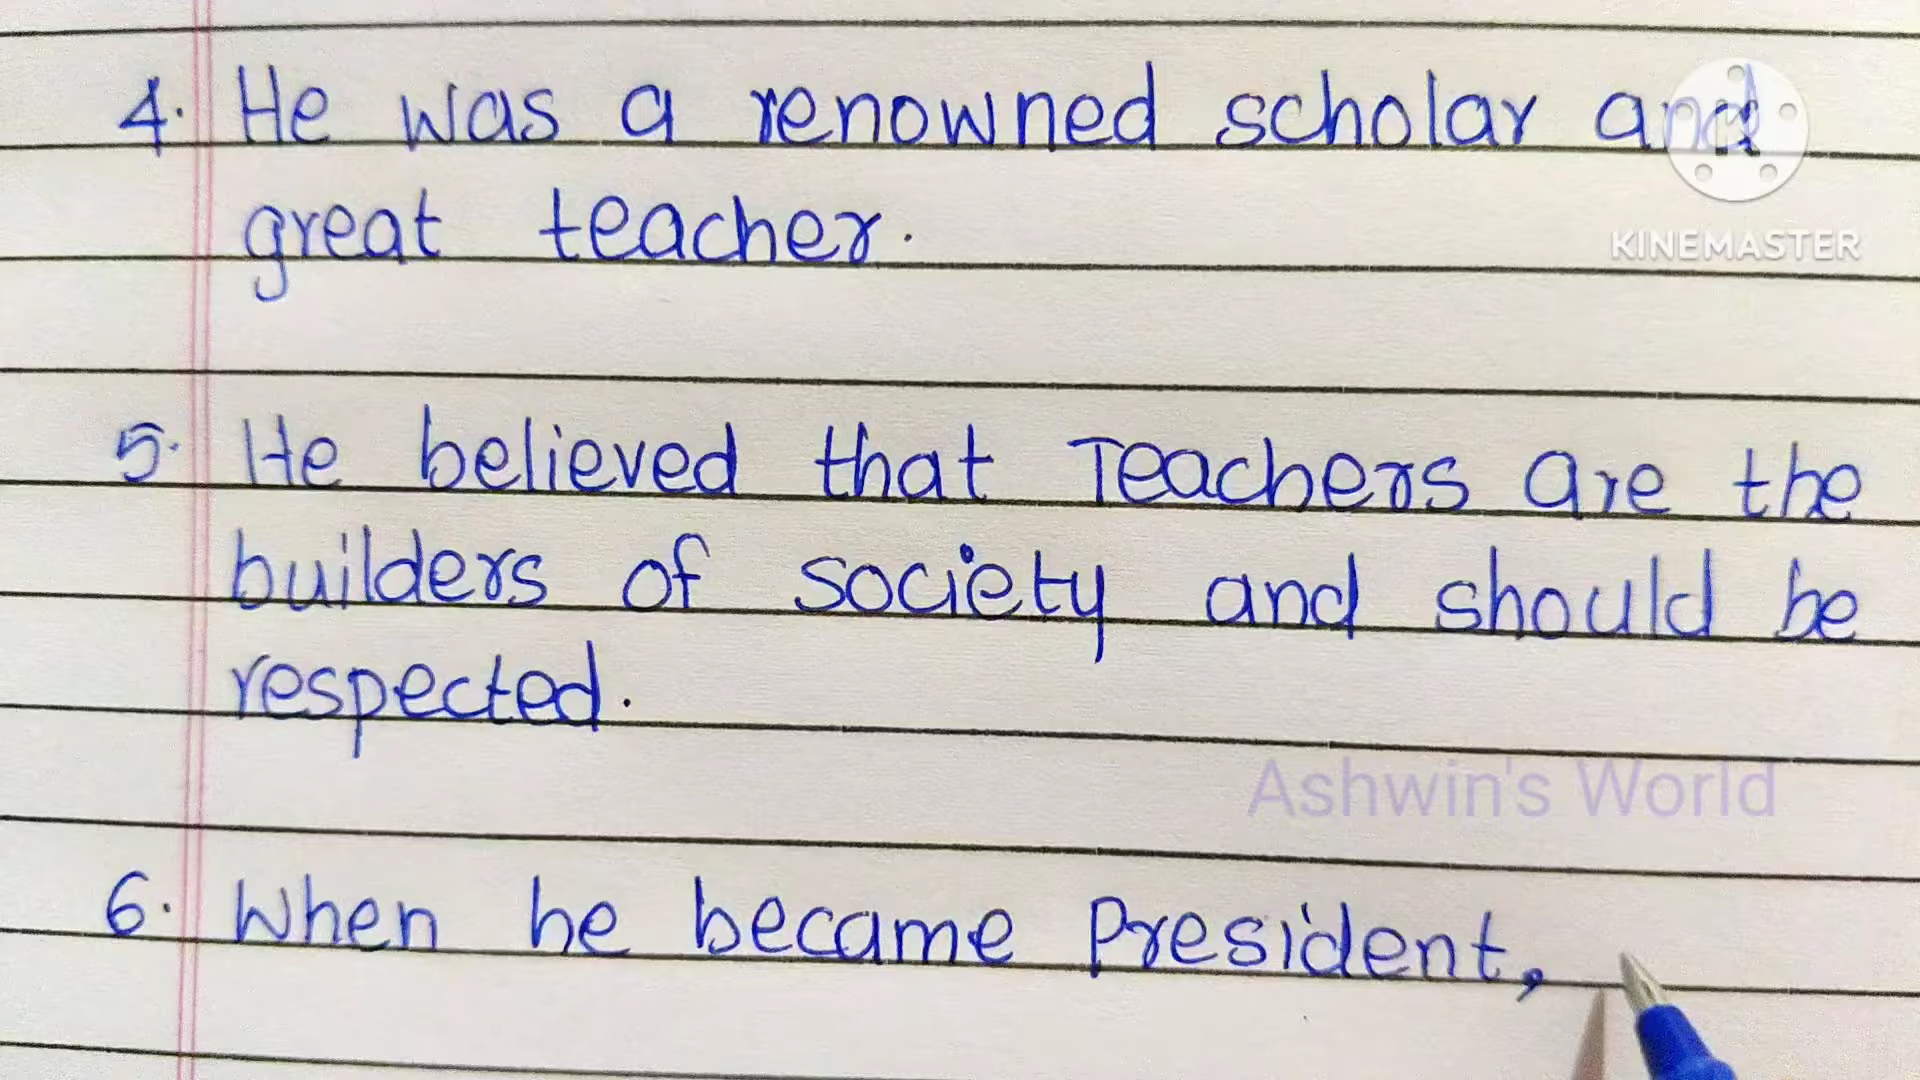 4. He was a renowned scholar and
great teacher.
KINEMASTER
5. He believed that Teachers are the
builders of society and should be
respected.
Ashwin's World
6. When he became President,